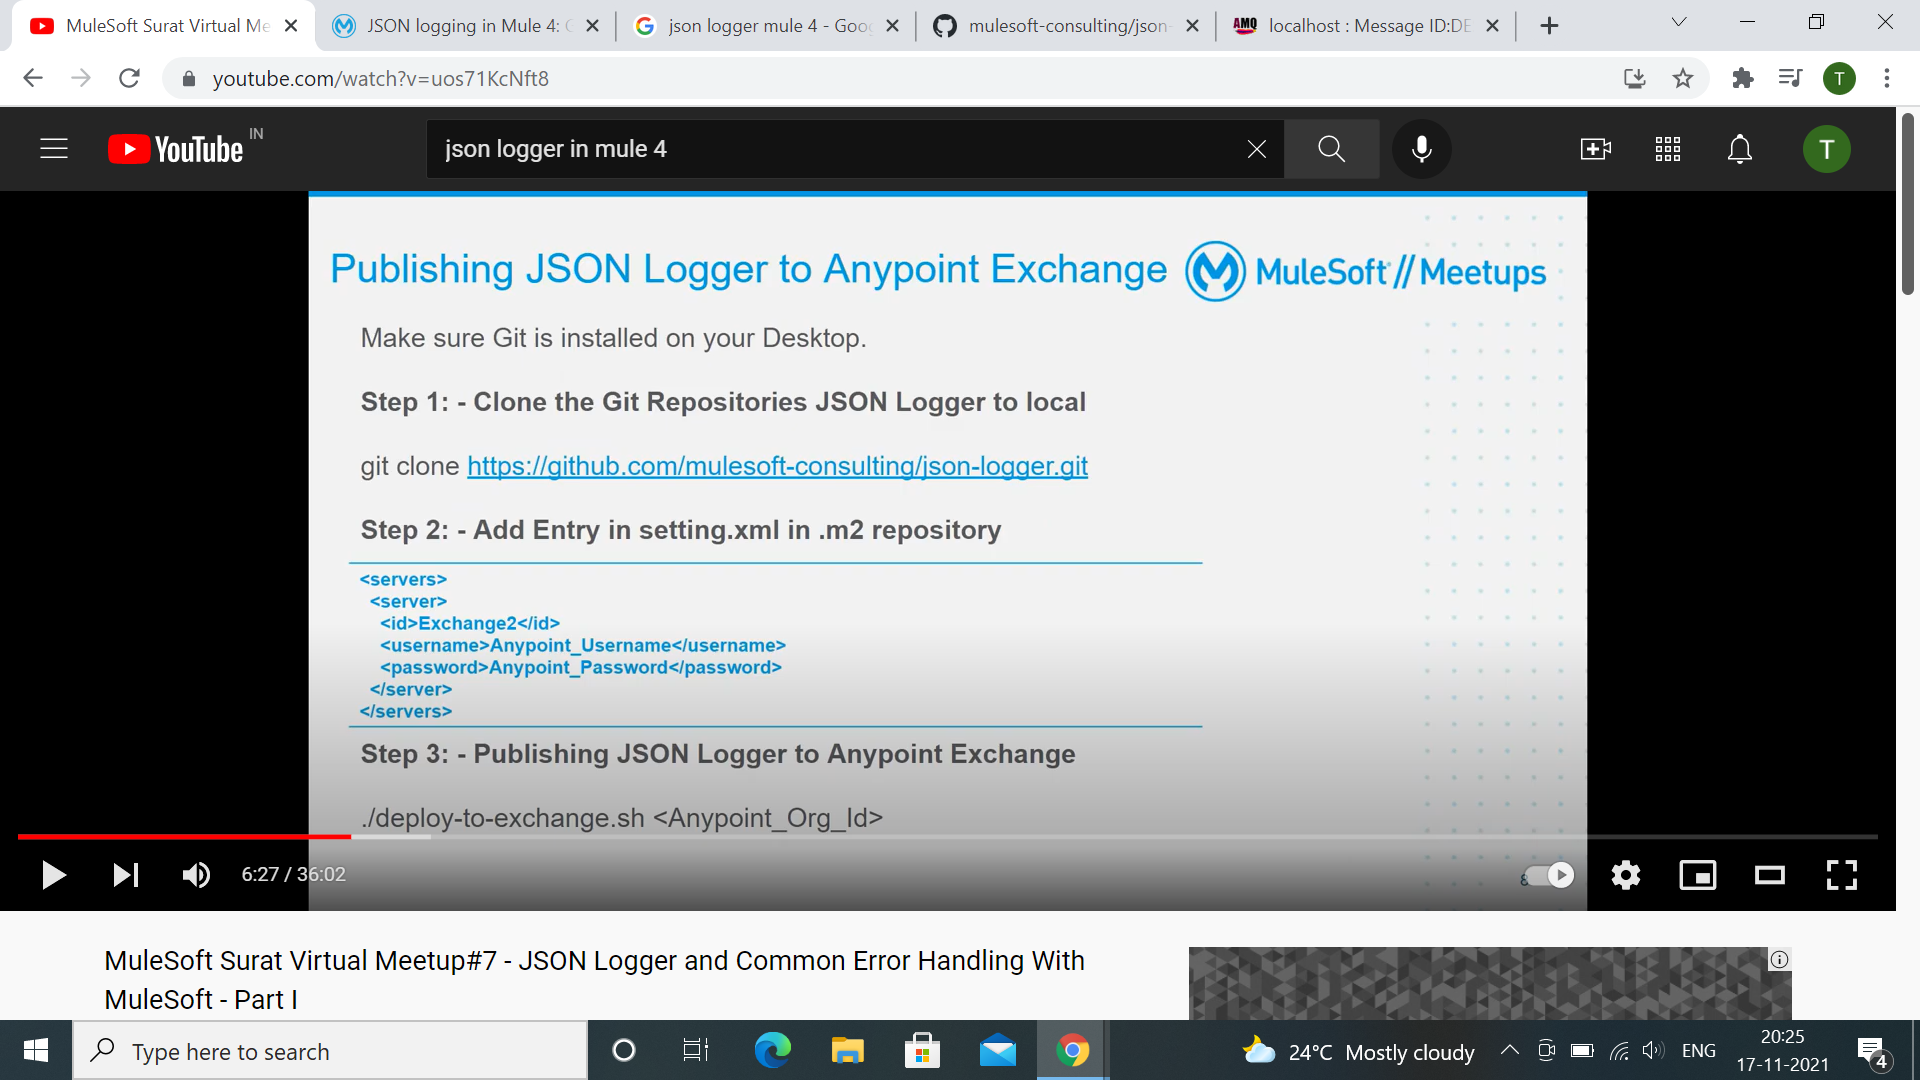 MuleSoft Surat Virtual Me
JSON logging in Mule 4:
json logger mule 4 - Goo
mulesoft-consulting/json-
AMQ
localhost : Message ID:DE
youtube.com/watch?v=uos71KcNft8
T
YouTube IN
json logger in mule 4
T
Publishing JSON Logger to Anypoint Exchange
MuleSoft // Meetups
Make sure Git is installed on your Desktop.
Step 1: - Clone the Git Repositories JSON Logger to local
git clone https://github.com/mulesoft-consulting/json-logger.git
Step 2: - Add Entry in setting.xml in .m2 repository
<servers>
<server>
<id>Exchange2</id>
<username>Anypoint_Username</username>
<password>Anypoint_Password</password>
</server>
</servers>
Step 3: - Publishing JSON Logger to Anypoint Exchange
./deploy-to-exchange.sh <Anypoint_Org_Id>
6:27 / 36:02
8
MuleSoft Surat Virtual Meetup#7 - JSON Logger and Common Error Handling With
MuleSoft - Part I
Type here to search
24°C Mostly cloudy
ENG
20:25
17-11-2021
4